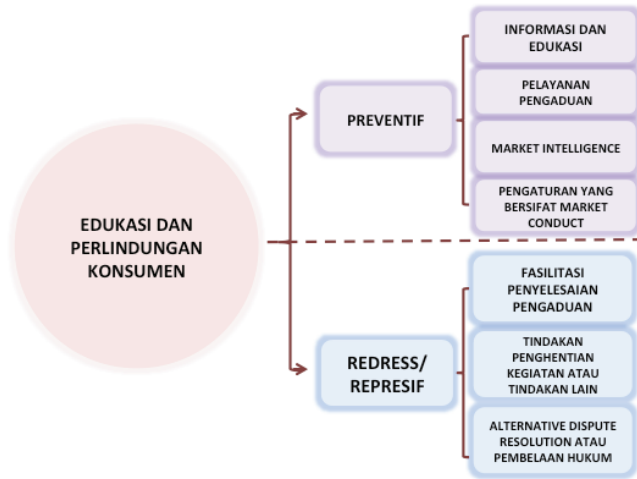 EDUKASI DAN
PERLINDUNGAN
KONSUMEN
PREVENTIF
INFORMASI DAN
EDUKASI
PELAYANAN
PENGADUAN
MARKET INTELLIGENCE
PENGATURAN YANG
BERSIFAT MARKET
CONDUCT
REDRESS/
REPRESIF
FASILITASI
PENYELESAIAN
PENGADUAN
TINDAKAN
PENGHENTIAN
KEGIATAN ATAU
TINDAKAN LAIN
ALTERNATIVE DISPUTE
RESOLUTION ATAU
PEMBELAAN HUKUM